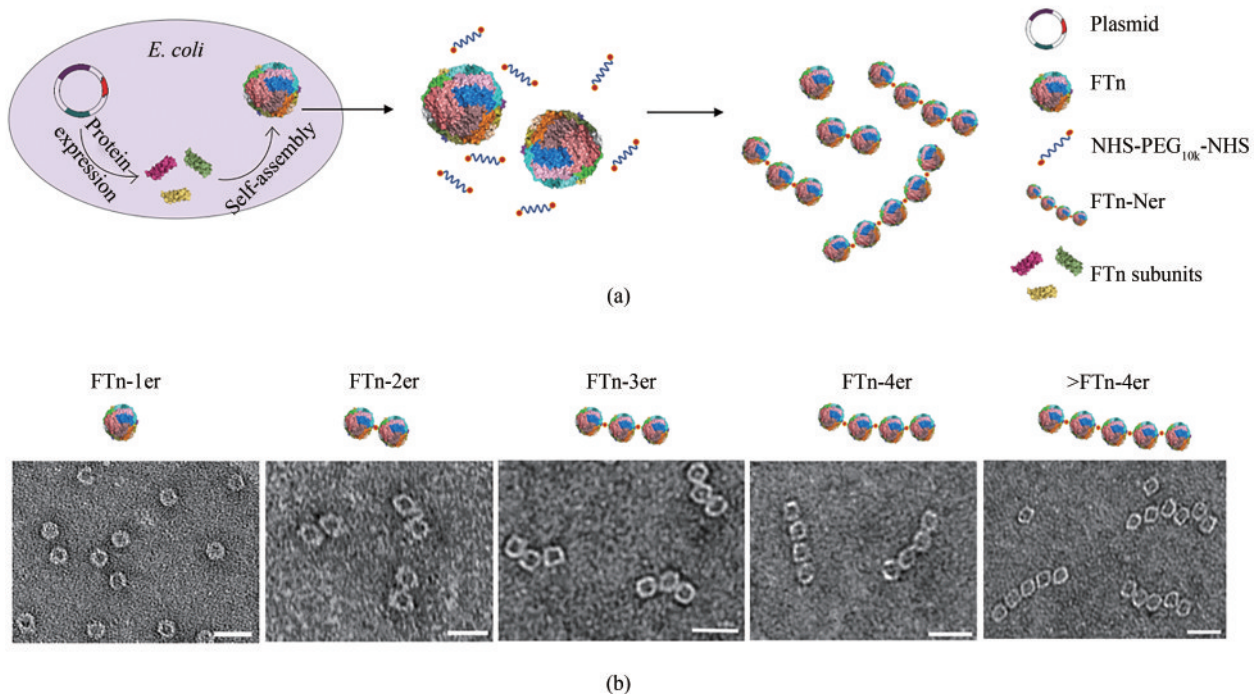 E. coli
Protein
expression
Self-assembly
Plasmid
FTn
NHS-PEG10k-NHS
FTn-Ner
FTn subunits
(a)
FTn-1er
FTn-2er
FTn-3er
FTn-4er
>FTn-4er
(b)